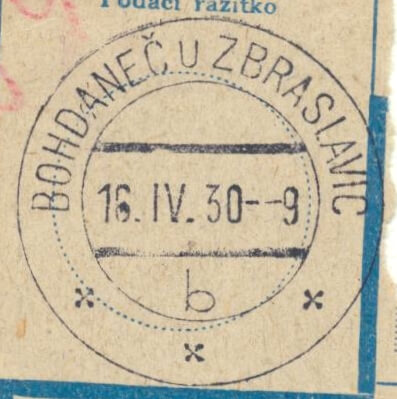 Podací razítko
BOHDANEČ U ZBRASLAVIC
16. IV. 30--9
b